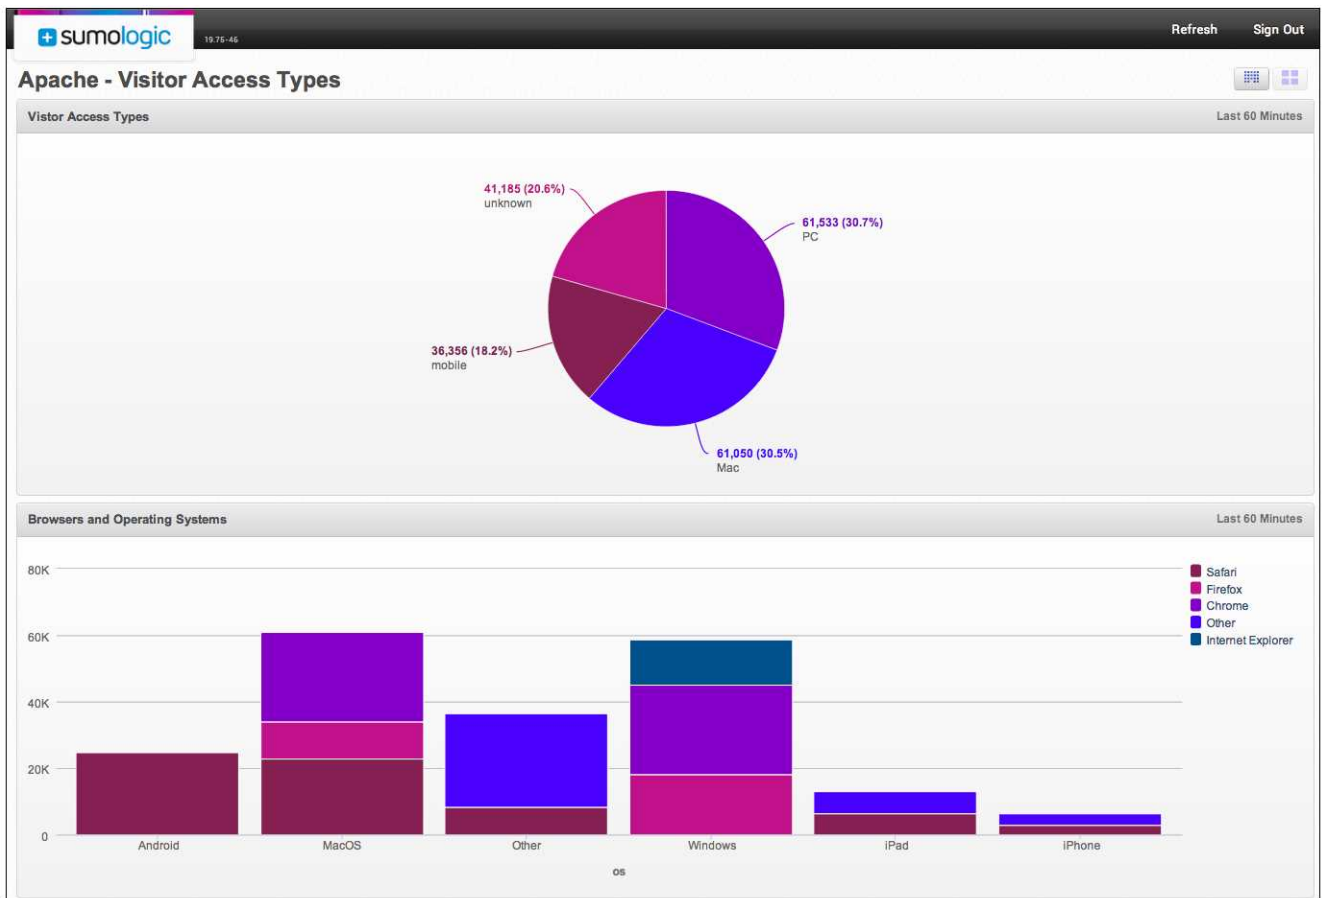 sumologic
19.75-46
Refresh Sign Out
Apache - Visitor Access Types
Vistor Access Types Last 60 Minutes
41,185 (20.6%)
unknown
61,533 (30.7%)
PC
36,356 (18.2%)
mobile
61,050 (30.5%)
Mac
Browsers and Operating Systems Last 60 Minutes
80K
60K
40K
20K
0
Safari
Firefox
Chrome
Other
Internet Explorer
Android MacOS Other Windows iPad iPhone
os